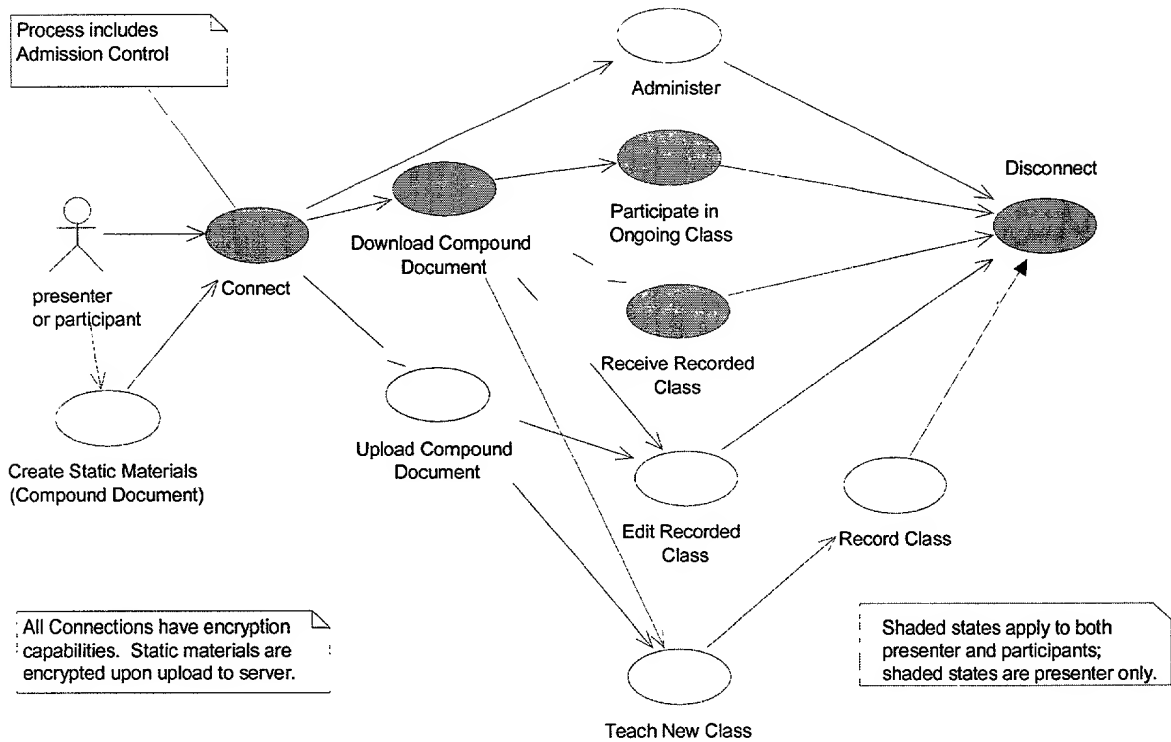 Process includes
Admission Control
Administer
Disconnect
Participate in
Ongoing Class
Download Compound
Document
Connect
presenter
or participant
Receive Recorded
Class
Upload Compound
Document
Create Static Materials
(Compound Document)
Edit Recorded
Class
Record Class
All Connections have encryption
capabilities. Static materials are
encrypted upon upload to server.
Shaded states apply to both
presenter and participants;
shaded states are presenter only.
Teach New Class